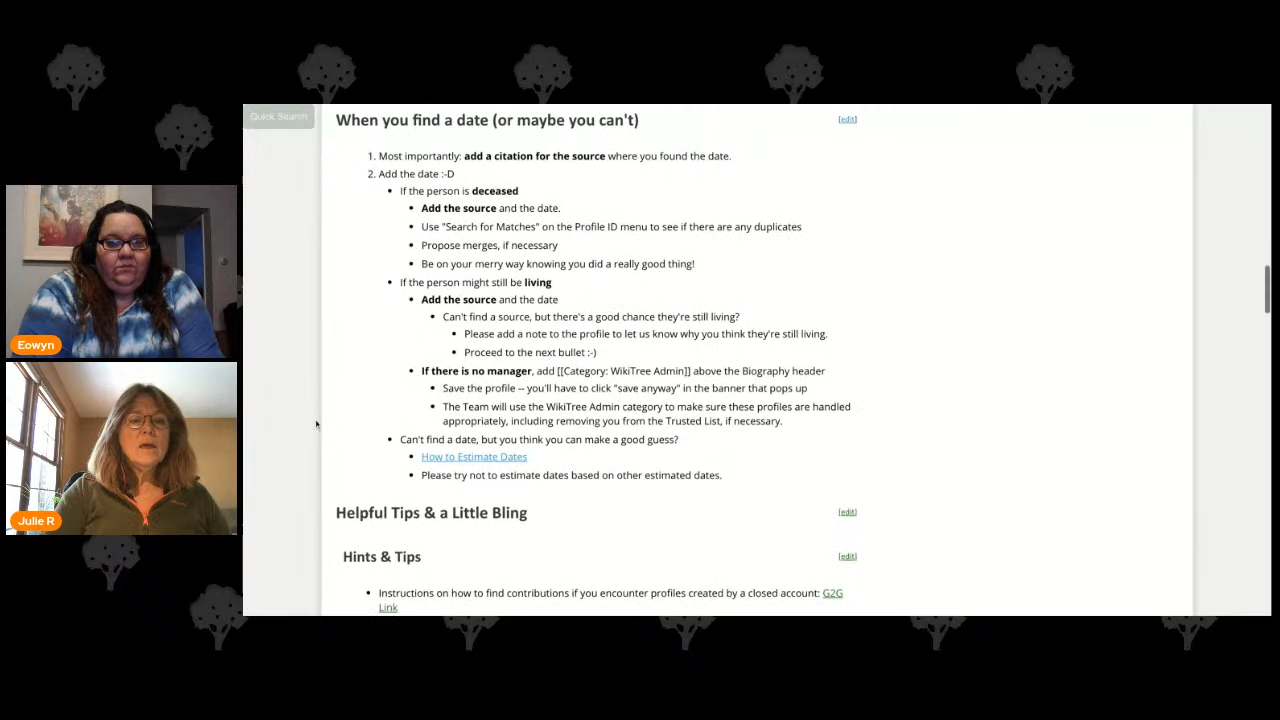 Quick Search
When you find a date (or maybe you can't)
[edit]
1. Most importantly: add a citation for the source where you found the date.
2. Add the date :-D
If the person is deceased
Add the source and the date.
Use "Search for Matches" on the Profile ID menu to see if there are any duplicates
Propose merges, if necessary
Be on your merry way knowing you did a really good thing!
If the person might still be living
Add the source and the date
Can't find a source, but there's a good chance they're still living?
Please add a note to the profile to let us know why you think they're still living.
Proceed to the next bullet :-)
If there is no manager, add [[Category: WikiTree Admin]] above the Biography header
Save the profile -- you'll have to click "save anyway" in the banner that pops up
The Team will use the WikiTree Admin category to make sure these profiles are handled
appropriately, including removing you from the Trusted List, if necessary.
Can't find a date, but you think you can make a good guess?
How to Estimate Dates
Please try not to estimate dates based on other estimated dates.
Helpful Tips & a Little Bling
[edit]
Hints & Tips
[edit]
Instructions on how to find contributions if you encounter profiles created by a closed account: G2G
Link
Eowyn
Julie R